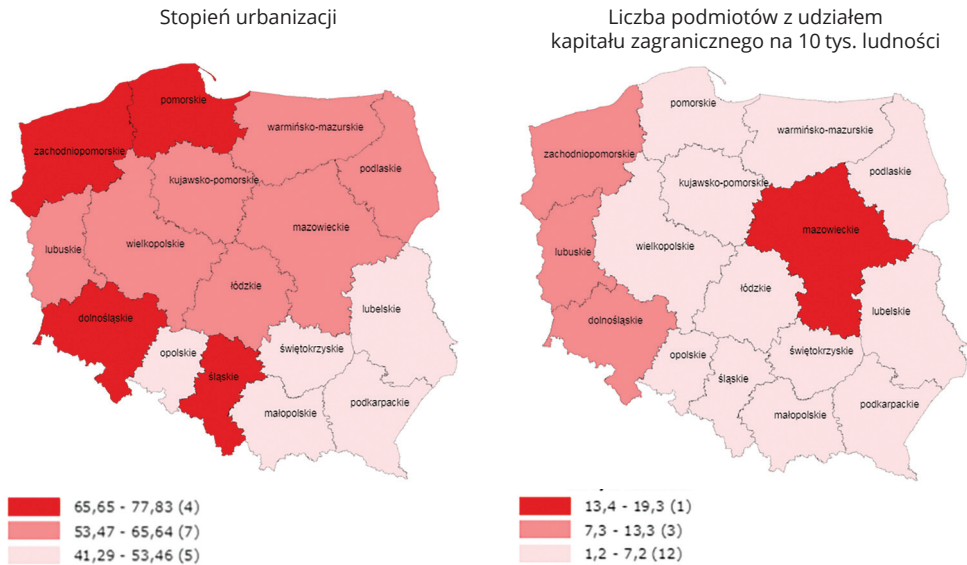 Stopień urbanizacji
pomorskie
warmińsko-mazurskie
zachodniopomorskie
podlaskie
kujawsko-pomorskie
mazowieckie
wielkopolskie
lubuskie
łódzkie
lubelskie
dolnośląskie
świętokrzyskie
opolskie
śląskie
podkarpackie
małopolskie
65,65 - 77,83 (4)
53,47 - 65,64 (7)
41,29 - 53,46 (5)
Liczba podmiotów z udziałem
kapitału zagranicznego na 10 tys. ludności
pomorskie
warmińsko-mazurskie
zachodniopomorskie
podlaskie
kujawsko-pomorskie
mazowieckie
wielkopolskie
lubuskie
łódzkie
lubelskie
dolnośląskie
świętokrzyskie
opolskie
śląskie
podkarpackie
małopolskie
13,4 - 19,3 (1)
7,3 - 13,3 (3)
1,2 - 7,2 (12)